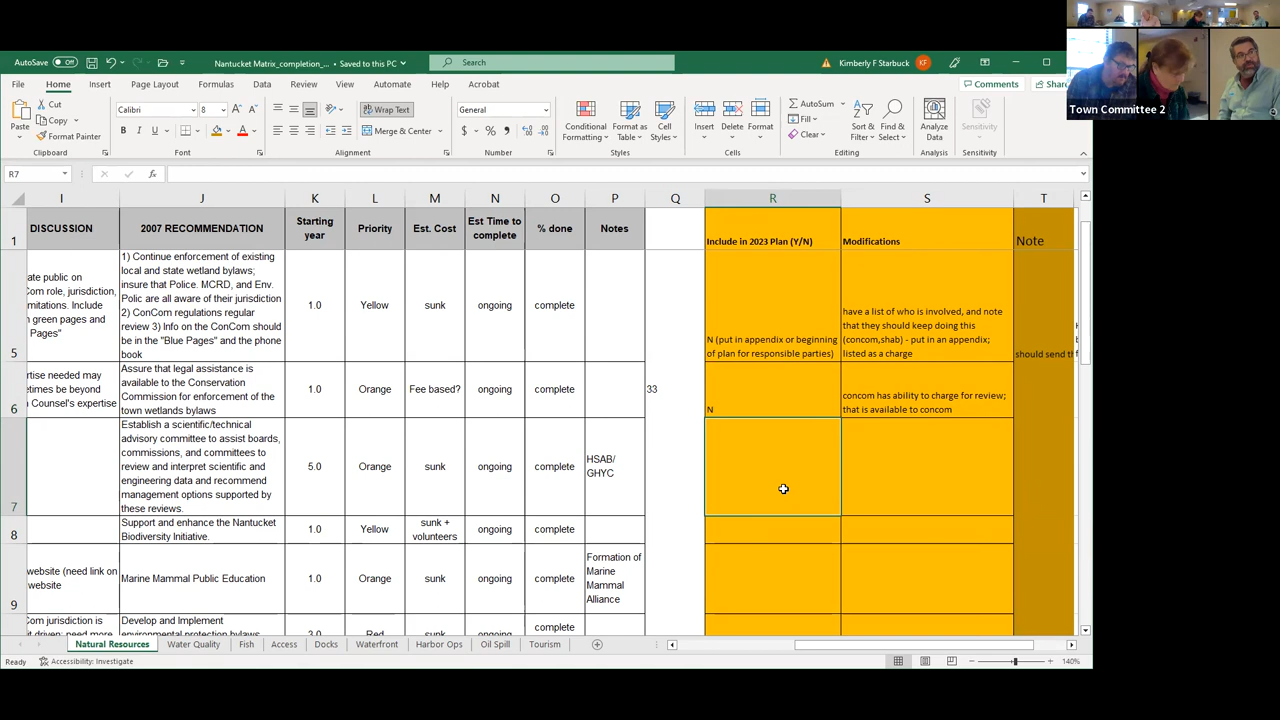 AutoSave Off
Nantucket Matrix_completion_... • Saved to this PC
Search
Kimberly F Starbuck
KF
File
Home
Insert
Page Layout
Formulas
Data
Review
View
Automate
Help
Acrobat
Comments
Share
Cut
Copy
Format Painter
Paste
Clipboard
Calibri
8
B I U
Font
Wrap Text
Merge & Center
Alignment
General
$ % 9
Number
Conditional
Formatting
Format as
Table
Cell
Styles
Styles
Insert
Delete
Format
Cells
AutoSum
Fill
Clear
Sort &
Filter
Find &
Select
Editing
Analyze
Data
Analysis
Sensitivity
Sensitivity
Town Committee 2
R7
fx
I J K L M N O P Q R S T
1
DISCUSSION
2007 RECOMMENDATION
Starting
year
Priority
Est. Cost
Est Time to
complete
% done
Notes
Include in 2023 Plan (Y/N)
Modifications
Note
5
ate public on
Com role, jurisdiction,
mitations. Include
n green pages and
Pages"
1) Continue enforcement of existing
local and state wetland bylaws;
insure that Police. MCRD, and Env.
Polic are all aware of their jurisdiction
2) ConCom regulations regular
review 3) Info on the ConCom should
be in the "Blue Pages" and the phone
book
1.0
Yellow
sunk
ongoing
complete
N (put in appendix or beginning
of plan for responsible parties)
have a list of who is involved, and note
that they should keep doing this
(concom,shab) - put in an appendix;
listed as a charge
should send th
6
ertise needed may
etimes be beyond
n Counsel's expertise
Assure that legal assistance is
available to the Conservation
Commission for enforcement of the
town wetlands bylaws
1.0
Orange
Fee based?
ongoing
complete
33
N
concom has ability to charge for review;
that is available to concom
7
Establish a scientific/technical
advisory committee to assist boards,
commissions, and committees to
review and interpret scientific and
engineering data and recommend
management options supported by
these reviews.
5.0
Orange
sunk
ongoing
complete
HSAB/
GHYC
8
Support and enhance the Nantucket
Biodiversity Initiative.
1.0
Yellow
sunk +
volunteers
ongoing
complete
9
website (need link on
website
Marine Mammal Public Education
1.0
Orange
sunk
ongoing
complete
Formation of
Marine
Mammal
Alliance
Com jurisdiction is
Develop and Implement
3.0
Red
sunk
ongoing
complete
Natural Resources
Water Quality
Fish
Access
Docks
Waterfront
Harbor Ops
Oil Spill
Tourism
Ready
Accessibility: Investigate
140%